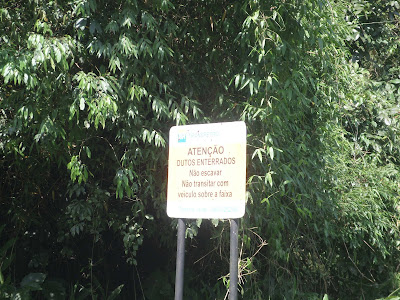 ATENÇÃO
DUTOS ENTERRADOS
Não escavar
Não transitar com
veículo sobre a faixa